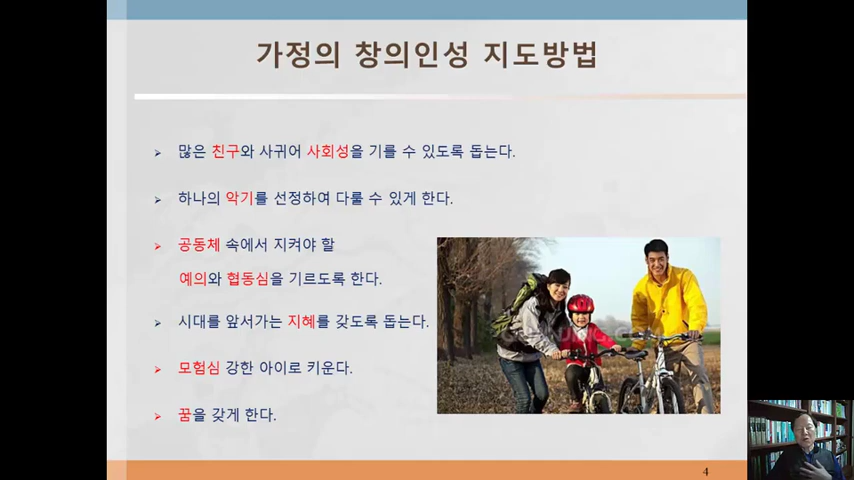 가정의 창의인성 지도방법
많은 친구와 사귀어 사회성을 기를 수 있도록 돕는다.
하나의 악기를 선정하여 다룰 수 있게 한다.
공동체 속에서 지켜야 할
예의와 협동심을 기르도록 한다.
시대를 앞서가는 지혜를 갖도록 돕는다.
모험심 강한 아이로 키운다.
꿈을 갖게 한다.
4